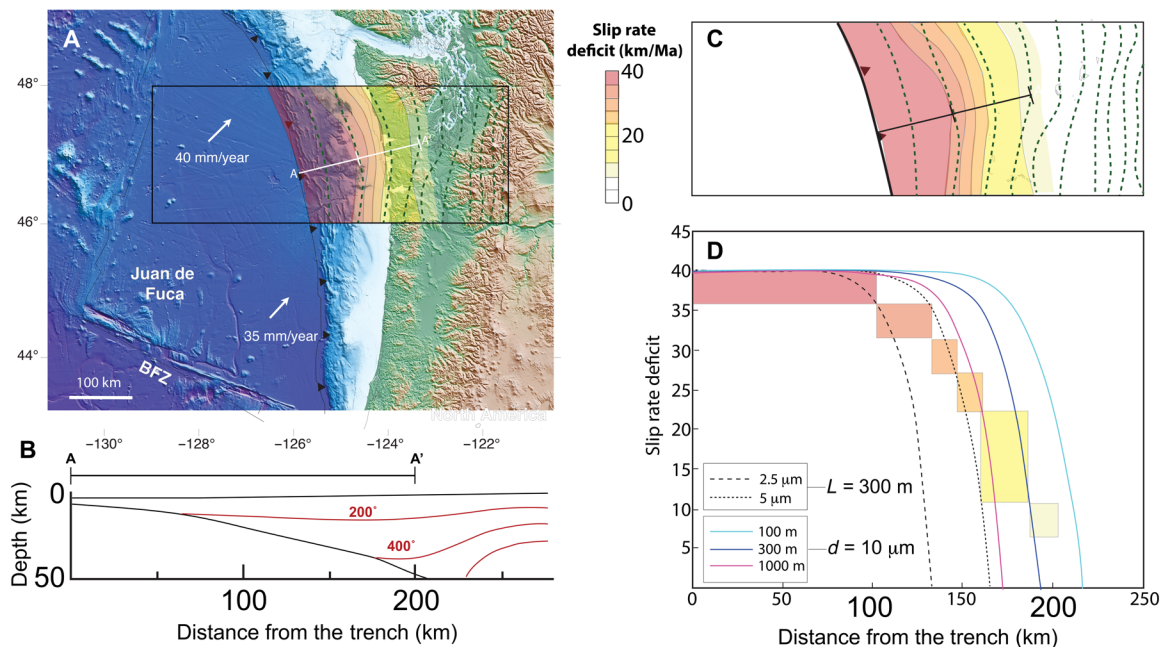 A
48°
46°
44°
40 mm/year
A
A'
Juan de
Fuca
35 mm/year
BFZ
100 km
North America
−130°
−128°
−126°
−124°
−122°
Slip rate
deficit (km/Ma)
40
20
0
C
B
A
A’
0
50
Depth (km)
200°
400°
100
200
Distance from the trench (km)
D
45
40
35
30
25
20
15
10
5
Slip rate deficit
2.5 μm
5 μm
L = 300 m
100 m
300 m
1000 m
d = 10 μm
0
50
100
150
200
250
Distance from the trench (km)